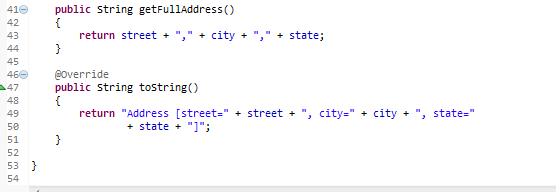 41 public String getFullAddress()
42 {
43 return street + "," + city + "," + state;
44 }
45
46 @Override
47 public String toString()
48 {
49 return "Address [street=" + street + ", city=" + city + ", state="
50 + state + "]";
51 }
52
53 }
54